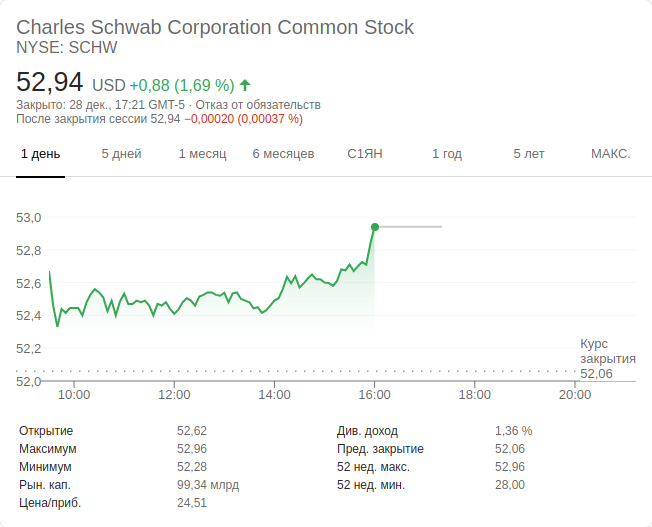 Charles Schwab Corporation Common Stock
NYSE: SCHW
52,94 USD +0,88 (1,69 %)
Закрыто: 28 дек., 17:21 GMT-5 · Отказ от обязательств
После закрытия сессии 52,94 −0,00020 (0,00037 %)
1 день 5 дней 1 месяц 6 месяцев С1ЯН 1 год 5 лет МАКС.
53,0
52,8
52,6
52,4
52,2
Курс
закрытия
52,06
52,0
10:00 12:00 14:00 16:00 18:00 20:00
Открытие 52,62 Див. доход 1,36 %
Максимум 52,96 Пред. закрытие 52,06
Минимум 52,28 52 нед. макс. 52,96
Рын. кап. 99,34 млрд 52 нед. мин. 28,00
Цена/приб. 24,51